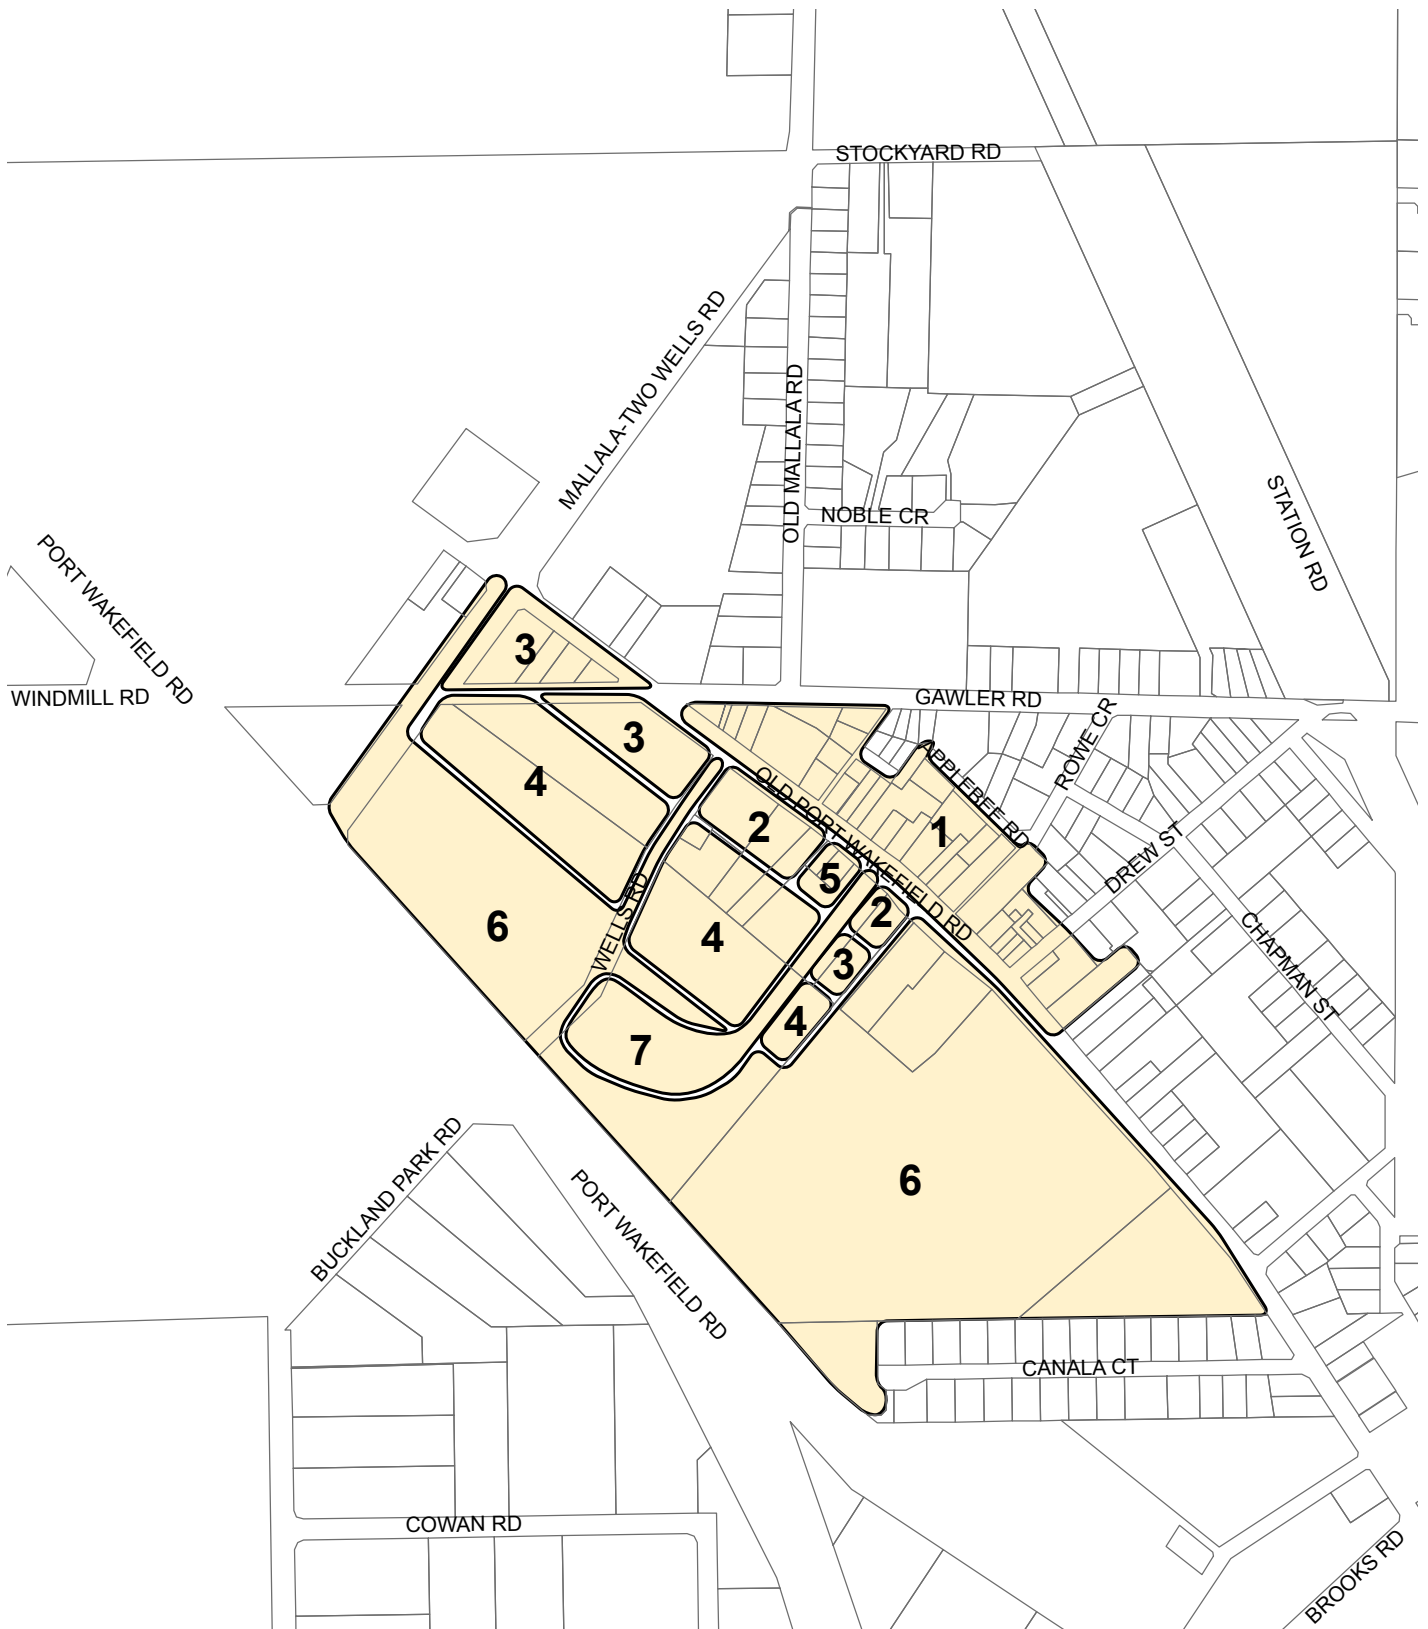 STOCKYARD RD
MALLALA-TWO WELLS RD
OLD MALLALA RD
STATION RD
NOBLE CR
PORT WAKEFIELD RD
WINDMILL RD
3
GAWLER RD
ROWE CR
3
APPLEBEE RD
4
OLD PORT WAKEFIELD RD
2
1
DREW ST
5
2
WELLS RD
6
4
3
CHAPMAN ST
4
7
BUCKLAND PARK RD
6
PORT WAKEFIELD RD
CANALA CT
COWAN RD
BROOKS RD